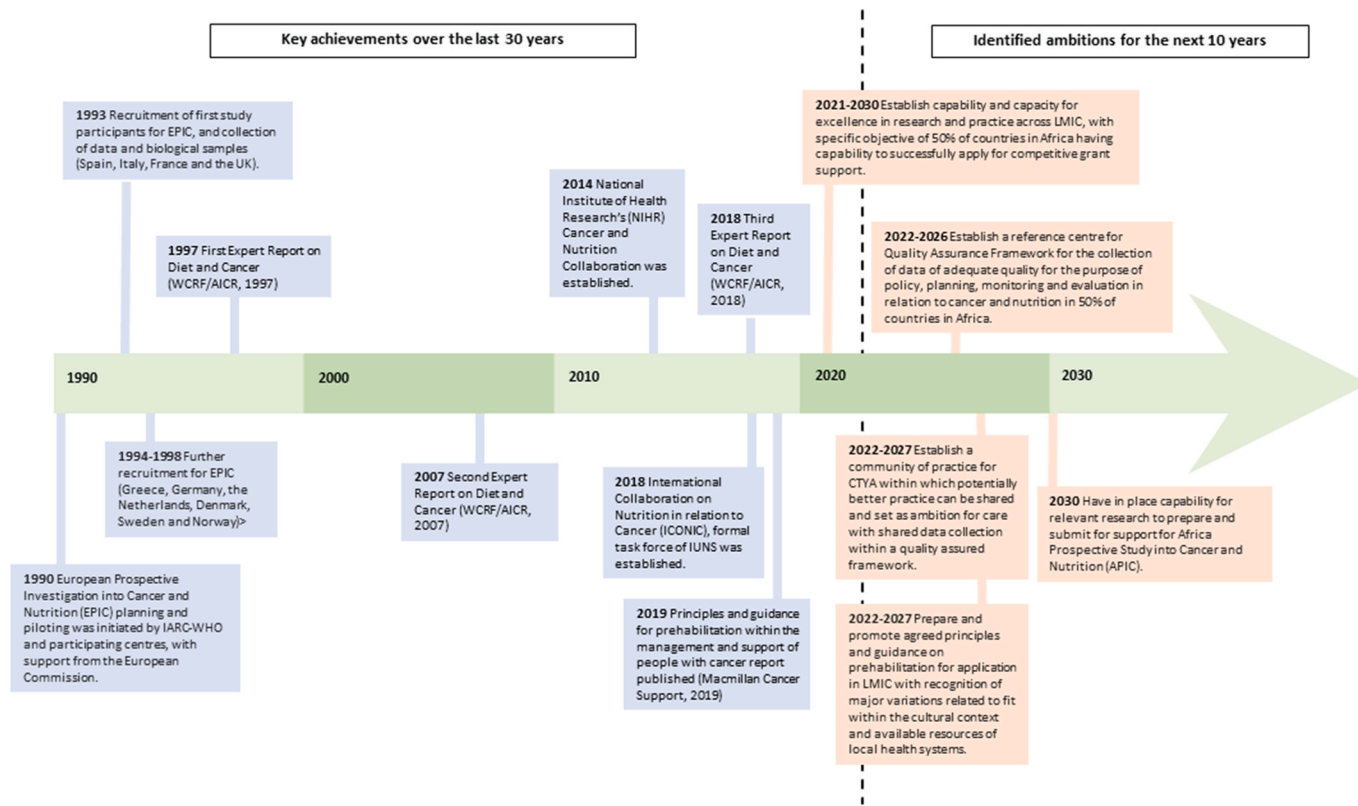 Key achievements over the last 30 years
Identified ambitions for the next 10 years
1993 Recruitment of first study
participants for EPIC, and collection
of data and biological samples
(Spain, Italy, France and the UK).
1997 First Expert Report on
Diet and Cancer
(WCRF/AICR, 1997)
2014 National
Institute of Health
Research's (NIHR)
Cancer and
Nutrition
Collaboration was
established.
2018 Third
Expert Report
on Diet and
Cancer
(WCRF/AICR,
2018)
2021-2030 Establish capability and capacity for
excellence in research and practice across LMIC, with
specific objective of 50% of countries in Africa having
capability to successfully apply for competitive grant
support.
2022-2026 Establish a reference centre for
Quality Assurance Framework for the collection
of data of adequate quality for the purpose of
policy, planning, monitoring and evaluation in
relation to cancer and nutrition in 50% of
countries in Africa.
1990
2000
2010
2020
2030
1994-1998 Further
recruitment for EPIC
(Greece, Germany, the
Netherlands, Denmark,
Sweden and Norway)>
1990 European Prospective
Investigation into Cancer and
Nutrition (EPIC) planning and
piloting was initiated by IARC-WHO
and participating centres, with
support from the European
Commission.
2007 Second Expert
Report on Diet and
Cancer (WCRF/AICR,
2007)
2018 International
Collaboration on
Nutrition in relation to
Cancer (ICONIC), formal
task force of IUNS was
established.
2019 Principles and guidance
for prehabilitation within the
management and support of
people with cancer report
published (Macmillan Cancer
Support, 2019)
2022-2027 Establish a
community of practice for
CTYA within which potentially
better practice can be shared
and set as ambition for care
with shared data collection
within a quality assured
framework.
2022-2027 Prepare and
promote agreed principles
and guidance on
prehabilitation for application
in LMIC with recognition of
major variations related to fit
within the cultural context
and available resources of
local health systems.
2030 Have in place capability for
relevant research to prepare and
submit for support for Africa
Prospective Study into Cancer and
Nutrition (APIC).